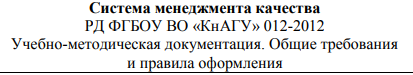 Система менеджмента качества
РД ФГБОУ ВО «КнАГУ» 012-2012
Учебно-методическая документация. Общие требования
и правила оформления